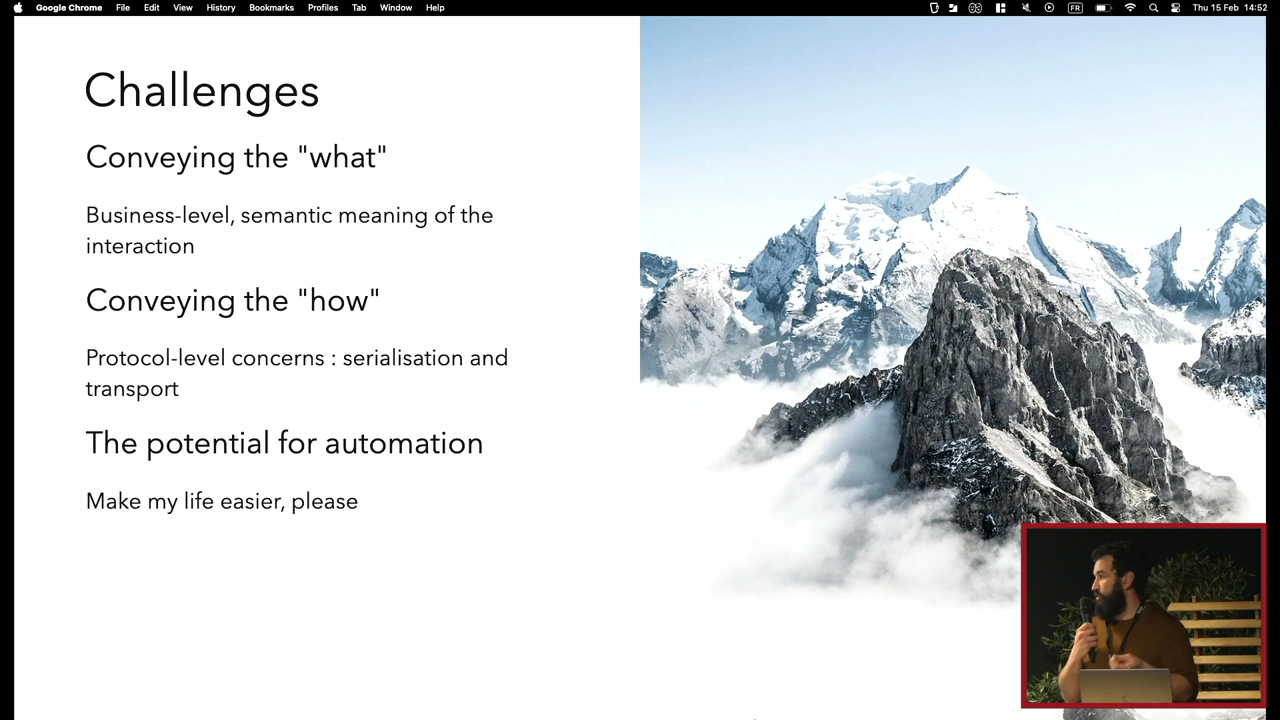 Google Chrome File Edit View History Bookmarks Profiles Tab Window Help FR Thu 15 Feb 14:52
Challenges
Conveying the "what"
Business-level, semantic meaning of the
interaction
Conveying the "how"
Protocol-level concerns : serialisation and
transport
The potential for automation
Make my life easier, please